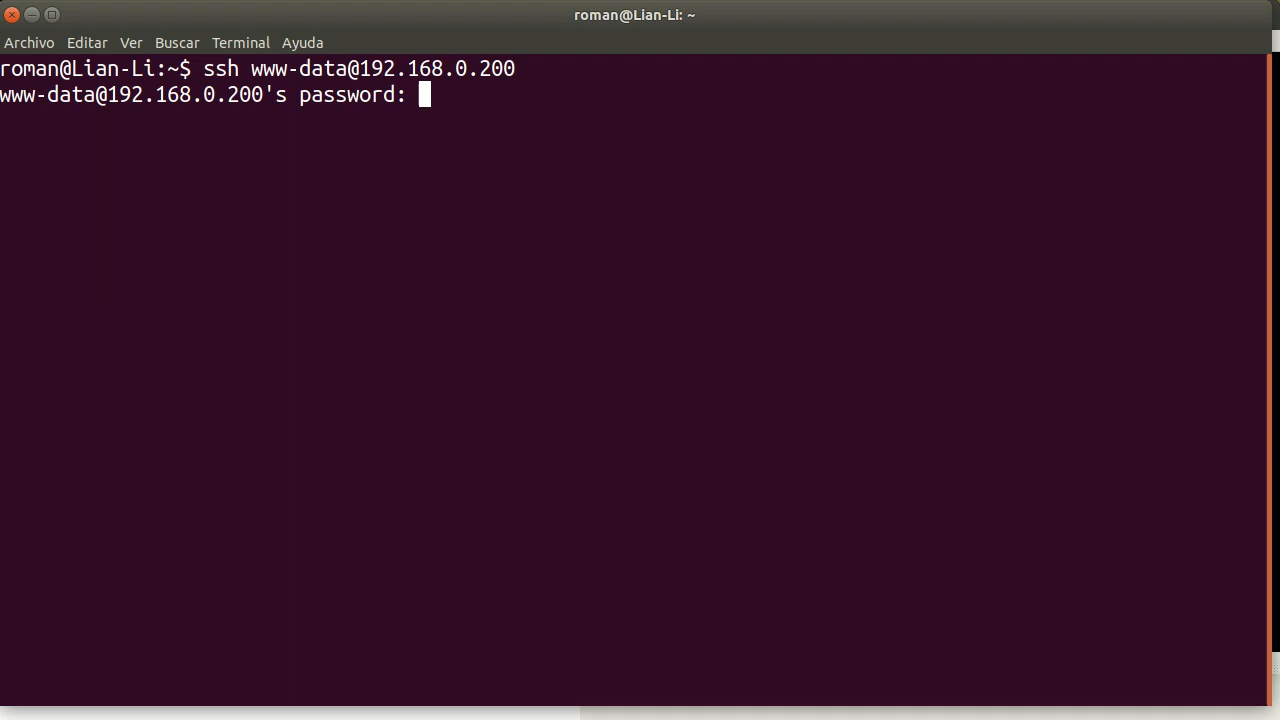 roman@Lian-Li: ~
Archivo Editar Ver Buscar Terminal Ayuda
roman@Lian-Li:~$ ssh www-data@192.168.0.200
www-data@192.168.0.200's password: